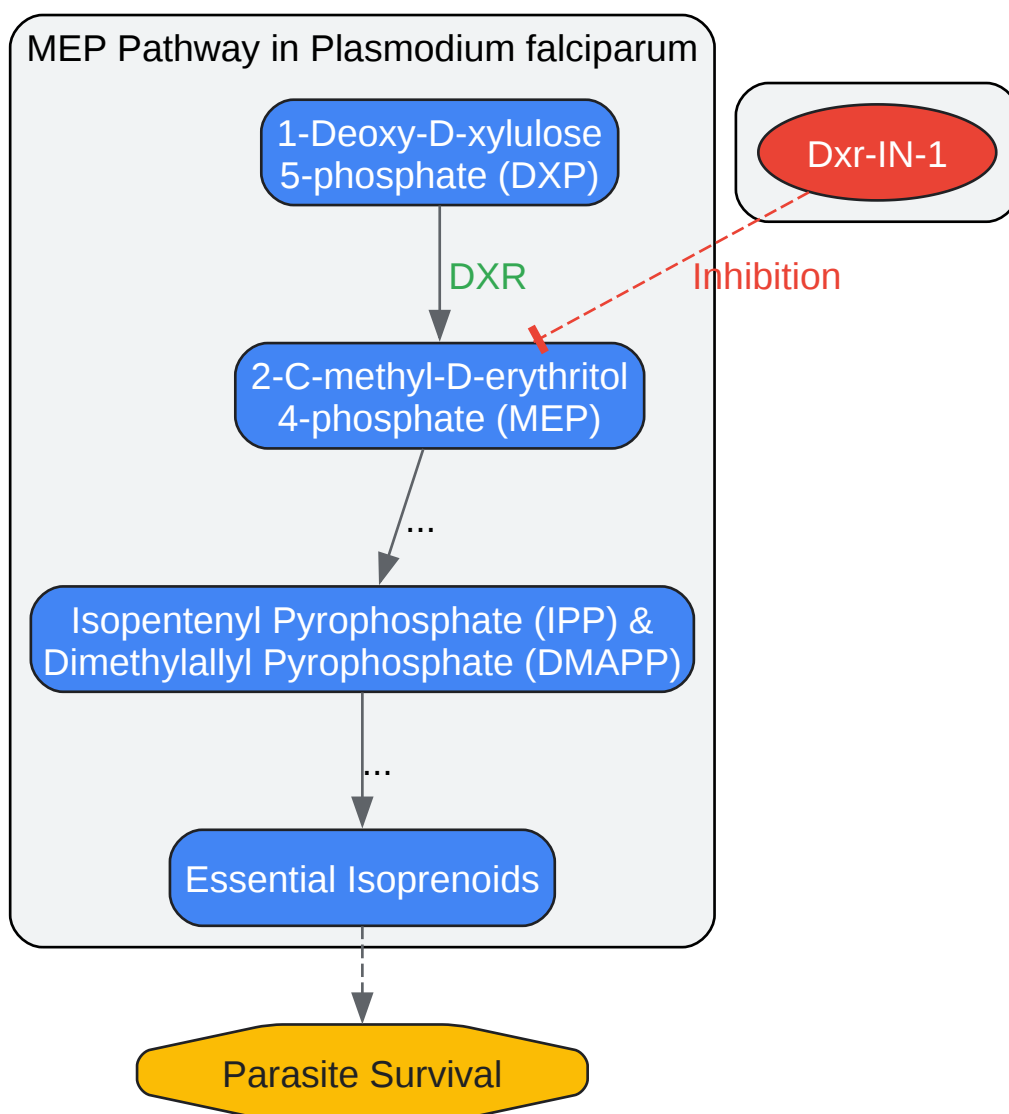 MEP Pathway in Plasmodium falciparum
1-Deoxy-D-xylulose
5-phosphate (DXP)
Dxr-IN-1
DXR
Inhibition
2-C-methyl-D-erythritol
4-phosphate (MEP)
...
Isopentenyl Pyrophosphate (IPP) &
Dimethylallyl Pyrophosphate (DMAPP)
...
Essential Isoprenoids
Parasite Survival